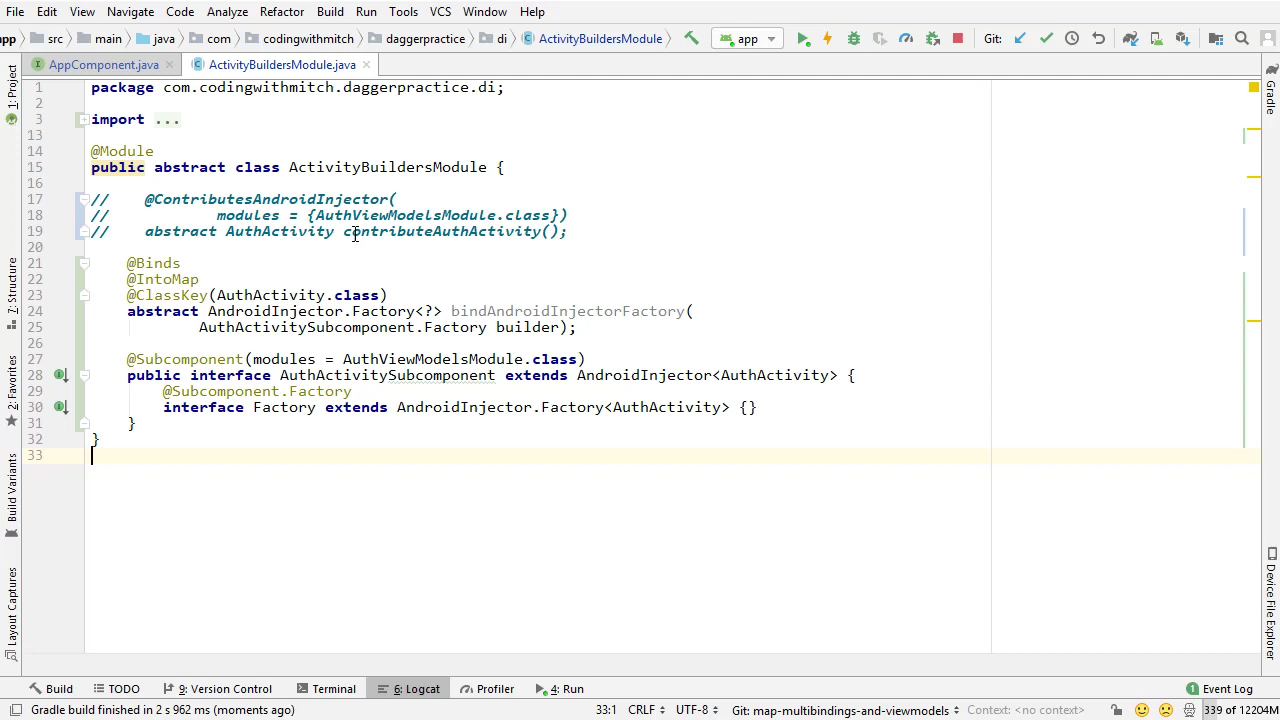 File Edit View Navigate Code Analyze Refactor Build Run Tools VCS Window Help
app src main java com codingwithmitch daggerpractice di ActivityBuildersModule app Git:
AppComponent.java ActivityBuildersModule.java
1: Project
7: Structure
2: Favorites
Build Variants
Layout Captures
1 package com.codingwithmitch.daggerpractice.di;
2
3 import ...
13
14 @Module
15 public abstract class ActivityBuildersModule {
16
17 // @ContributesAndroidInjector(
18 // modules = {AuthViewModelsModule.class})
19 // abstract AuthActivity contributeAuthActivity();
20
21 @Binds
22 @IntoMap
23 @ClassKey(AuthActivity.class)
24 abstract AndroidInjector.Factory<?> bindAndroidInjectorFactory(
25 AuthActivitySubcomponent.Factory builder);
26
27 @Subcomponent(modules = AuthViewModelsModule.class)
28 public interface AuthActivitySubcomponent extends AndroidInjector<AuthActivity> {
29 @Subcomponent.Factory
30 interface Factory extends AndroidInjector.Factory<AuthActivity> {}
31 }
32 }
33
Gradle
Device File Explorer
Build TODO 9: Version Control Terminal 6: Logcat Profiler 4: Run 1 Event Log
Gradle build finished in 2 s 962 ms (moments ago) 33:1 CRLF UTF-8 Git: map-multibindings-and-viewmodels Context: <no context> 339 of 12204M